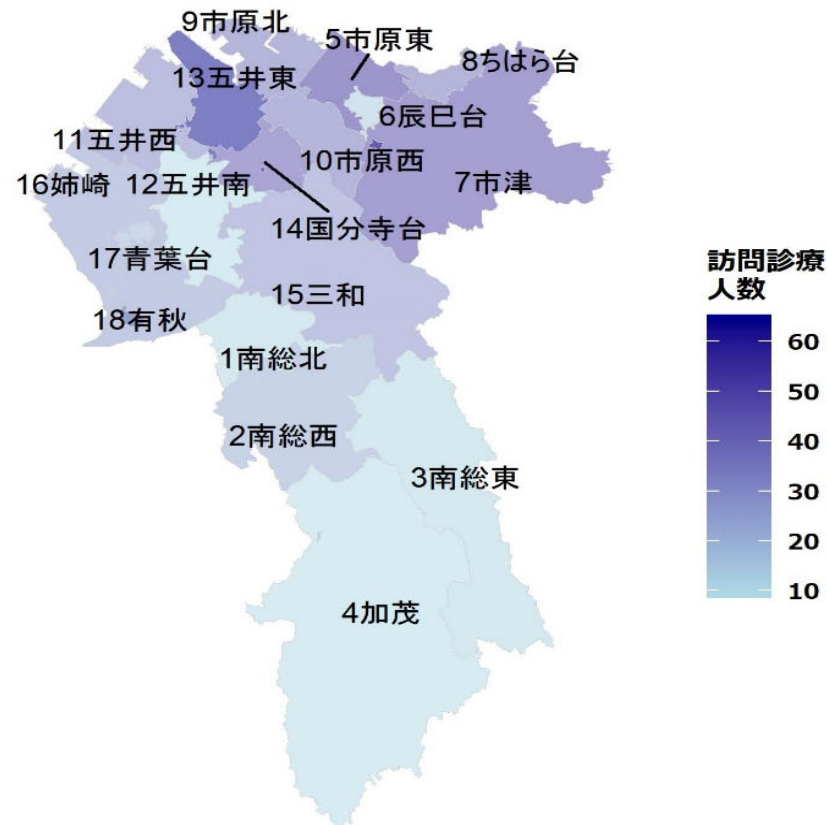 9市原北
5市原東
8ちはら台
13五井東
6辰巳台
11五井西
10市原西
16姉崎
12五井南
7市津
14国分寺台
17青葉台
15三和
18有秋
1南総北
2南総西
3南総東
4加茂
訪問診療
人数
60
50
40
30
20
10